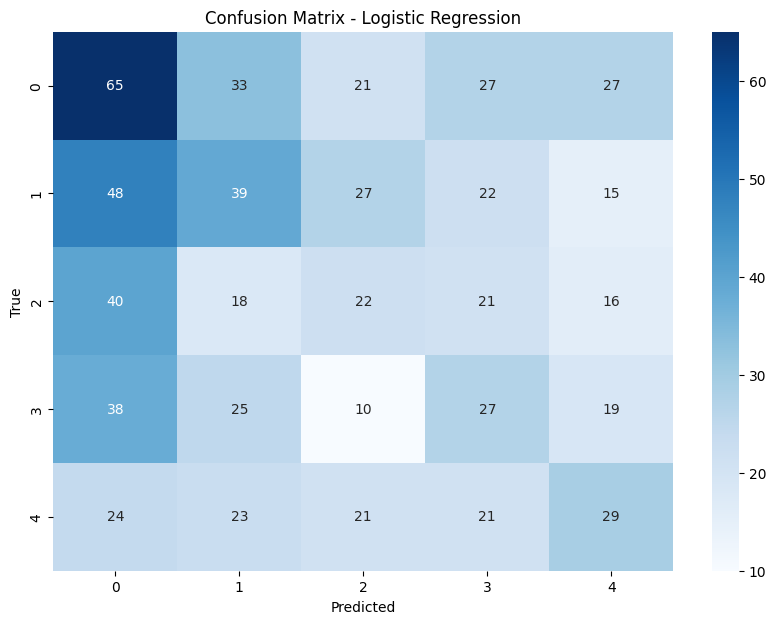 Confusion Matrix - Logistic Regression
0 65 33 21 27 27
1 48 39 27 22 15
2 40 18 22 21 16
3 38 25 10 27 19
4 24 23 21 21 29
0 1 2 3 4
True
Predicted
60
50
40
30
20
10